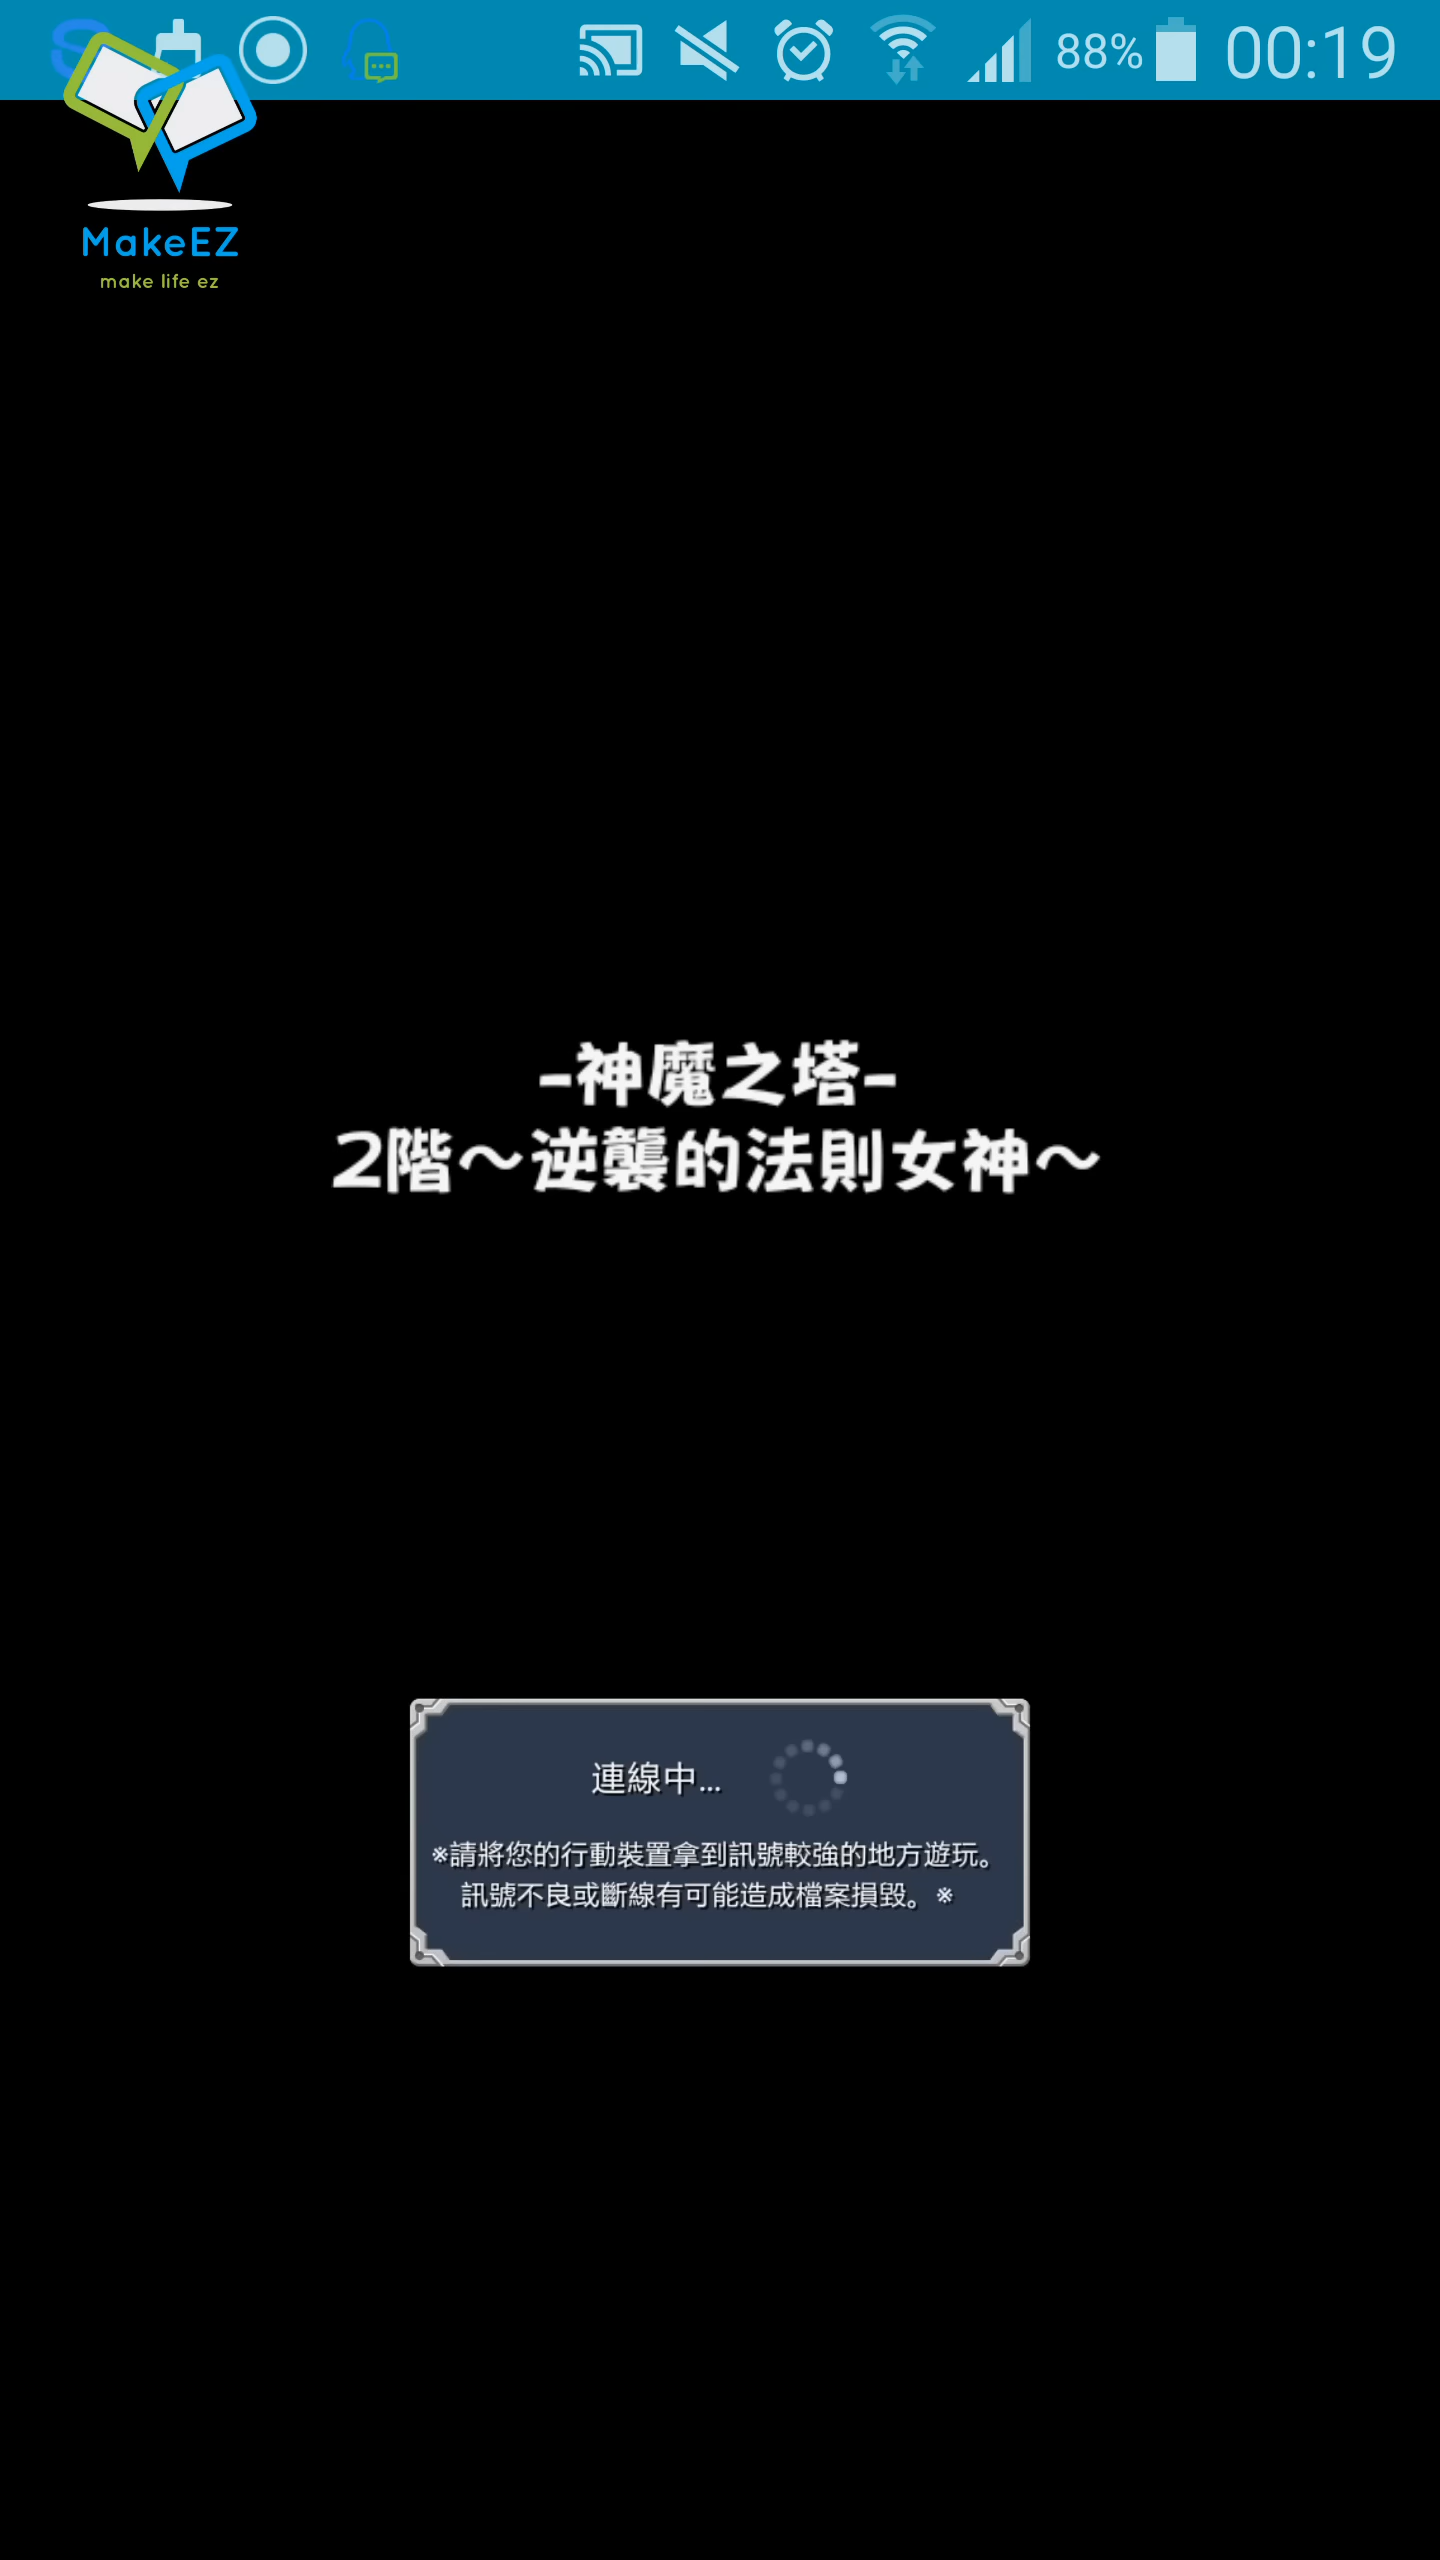 88% 00:19
MakeEZ
make life ez
-神魔之塔-
2階～逆襲的法則女神～
連線中...
※請將您的行動裝置拿到訊號較強的地方遊玩。
訊號不良或斷線有可能造成檔案損毀。※